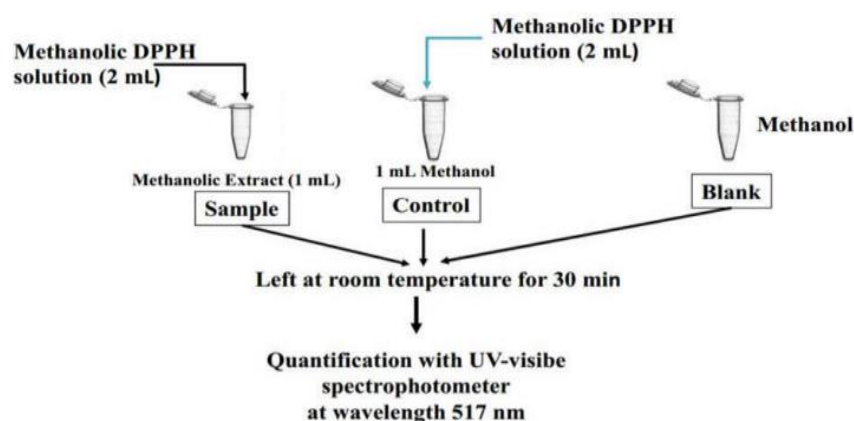 Methanolic DPPH
solution (2 mL)
Methanolic DPPH
solution (2 mL)
Methanol
Methanolic Extract (1 mL)
1 mL Methanol
Sample
Control
Blank
Left at room temperature for 30 min
Quantification with UV-visibe
spectrophotometer
at wavelength 517 nm